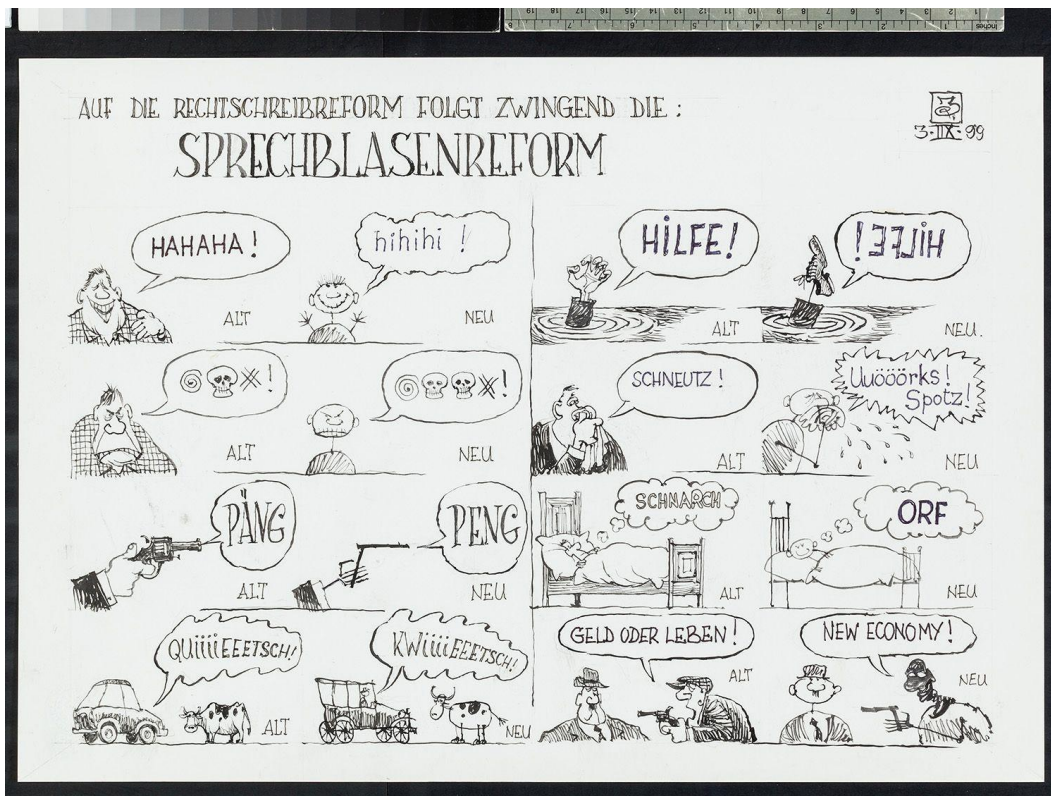 AUF DIE RECHTSCHREIBREFORM FOLGT ZWINGEND DIE :
SPRECHBLASENREFORM
3·IIX·99
HAHAHA !
ALT
hihihi !
NEU
ALT
NEU
PÄNG
ALT
PENG
NEU
QUiiiiEEETSCH!
ALT
KWiiiiEEETSCH!
NEU
HiLFE!
ALT
HiLFE!
NEU.
SCHNEUTZ !
ALT
Uuöörks!
Spotz!
NEU
SCHNARCH
ALT
ORF
NEU
GELD ODER LEBEN!
ALT
NEW ECONOMY!
NEU